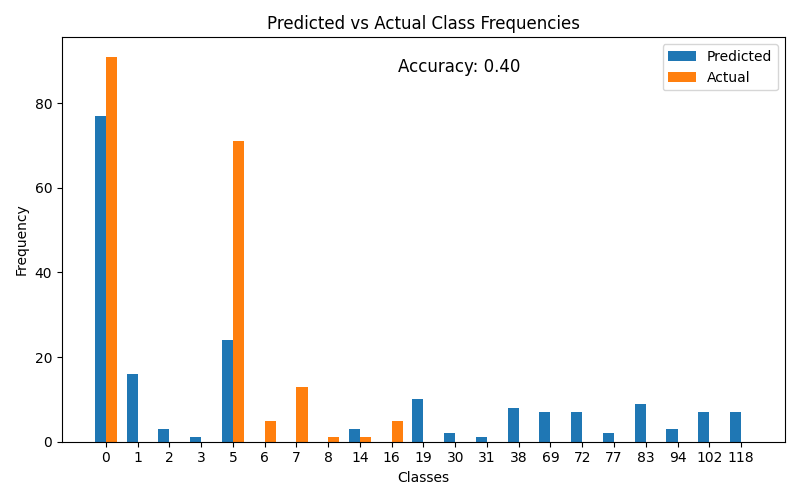 Predicted vs Actual Class Frequencies
Accuracy: 0.40
Predicted
Actual
Frequency
80
60
40
20
0
0 1 2 3 5 6 7 8 14 16 19 30 31 38 69 72 77 83 94 102 118
Classes